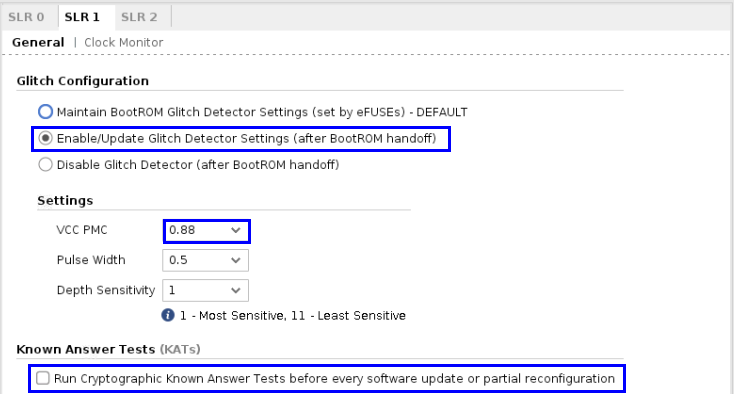 SLR 0 SLR 1 SLR 2
General | Clock Monitor
Glitch Configuration
Maintain BootROM Glitch Detector Settings (set by eFUSEs) - DEFAULT
Enable/Update Glitch Detector Settings (after BootROM handoff)
Disable Glitch Detector (after BootROM handoff)
Settings
VCC PMC 0.88
Pulse Width 0.5
Depth Sensitivity 1
1 - Most Sensitive, 11 - Least Sensitive
Known Answer Tests (KATs)
Run Cryptographic Known Answer Tests before every software update or partial reconfiguration